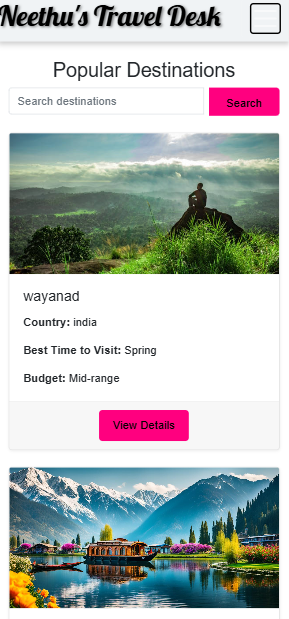 Neethu's Travel Desk
Popular Destinations
Search destinations
Search
wayanad
Country: india
Best Time to Visit: Spring
Budget: Mid-range
View Details